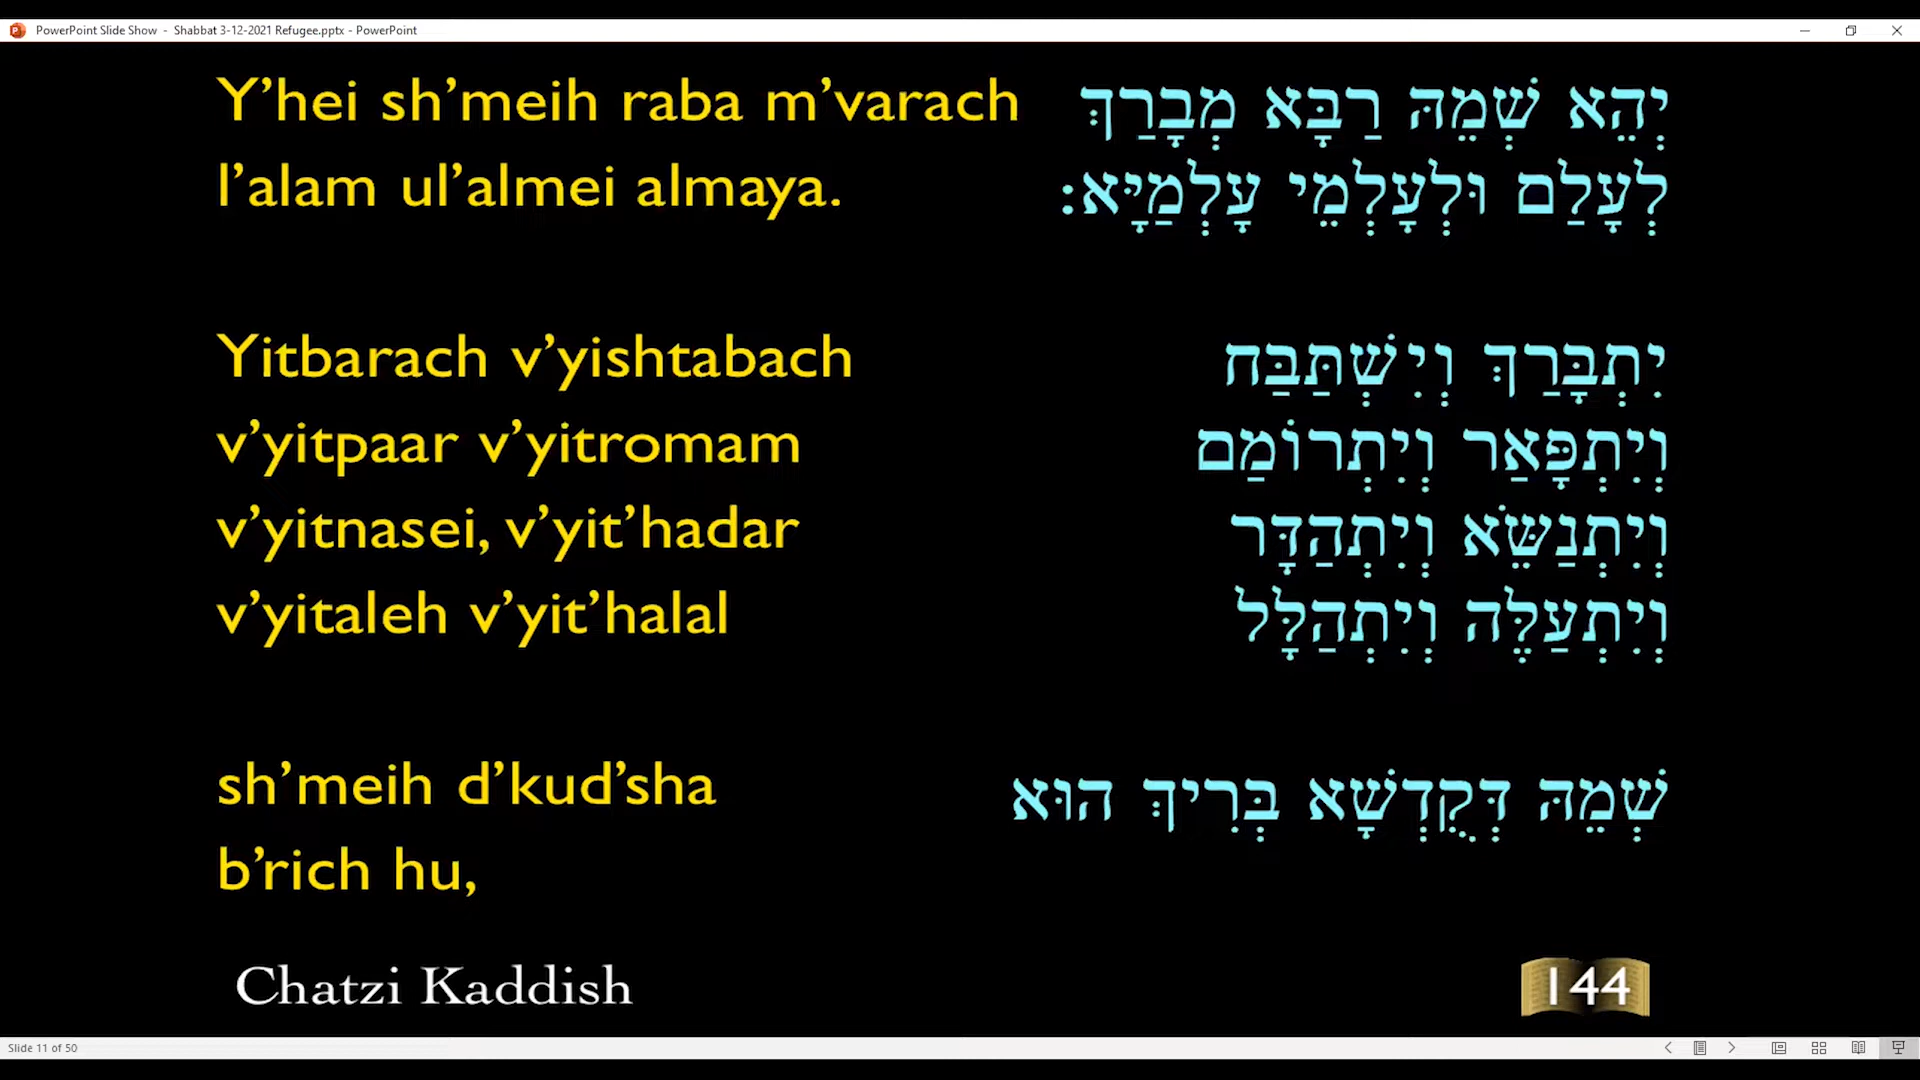 PowerPoint Slide Show - Shabbat 3-12-2021 Refugee.pptx - PowerPoint
Y’hei sh’meih raba m’varach
l’alam ul’almei almaya.
יְהֵא שְׁמֵהּ רַבָּא מְבָרַךְ
לְעָלַם וּלְעָלְמֵי עָלְמַיָּא׃
Yitbarach v’yishtabach
v’yitpaar v’yitromam
v’yitnasei, v’yit’hadar
v’yitaleh v’yit’halal
יִתְבָּרַךְ וְיִשְׁתַּבַּח
וְיִתְפָּאַר וְיִתְרוֹמַם
וְיִתְנַשֵּׂא וְיִתְהַדָּר
וְיִתְעַלֶּה וְיִתְהַלָּל
sh’meih d’kud’sha
b’rich hu,
שְׁמֵהּ דְּקֻדְשָׁא בְּרִיךְ הוּא
Chatzi Kaddish
144
Slide 11 of 50